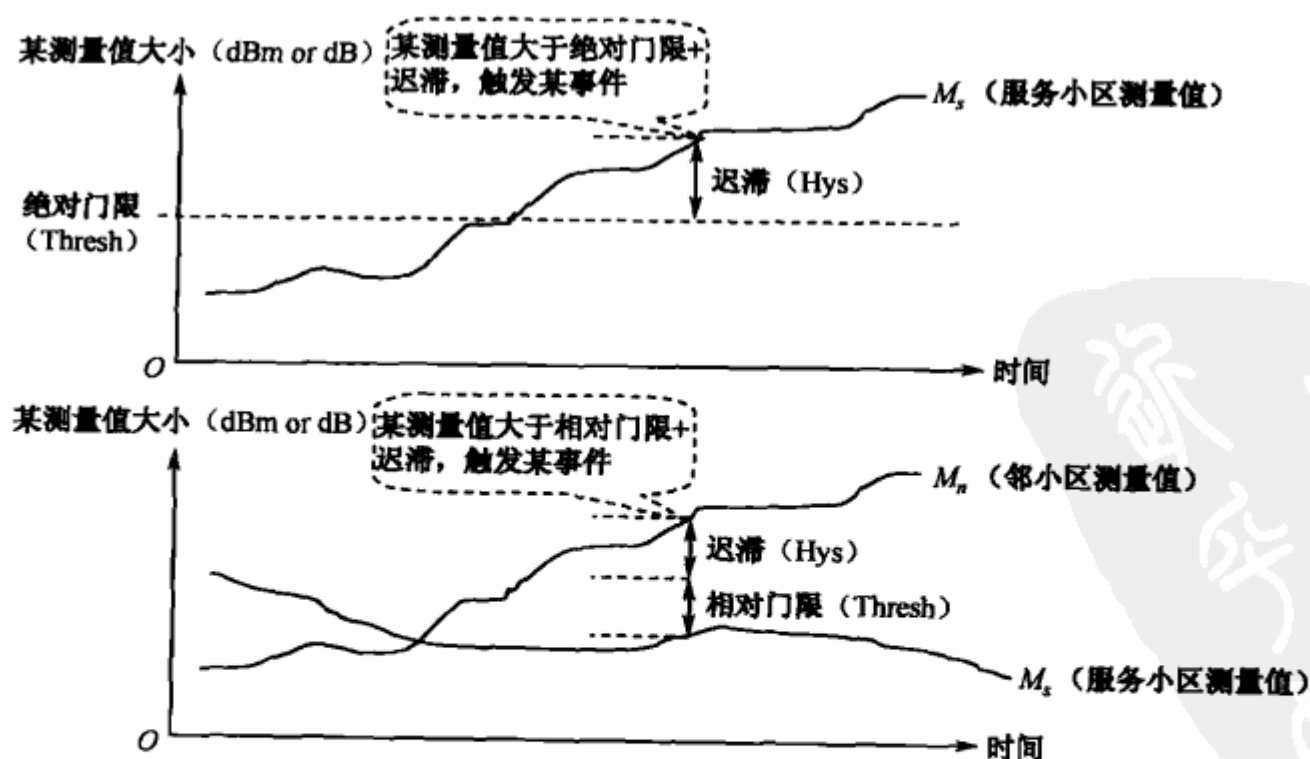 某测量值大小（dBm or dB）
某测量值大于绝对门限+
迟滞，触发某事件
M_s（服务小区测量值）
迟滞（Hys）
绝对门限
（Thresh）
O
时间
某测量值大小（dBm or dB）
某测量值大于相对门限+
迟滞，触发某事件
M_n（邻小区测量值）
迟滞（Hys）
相对门限（Thresh）
M_s（服务小区测量值）
O
时间